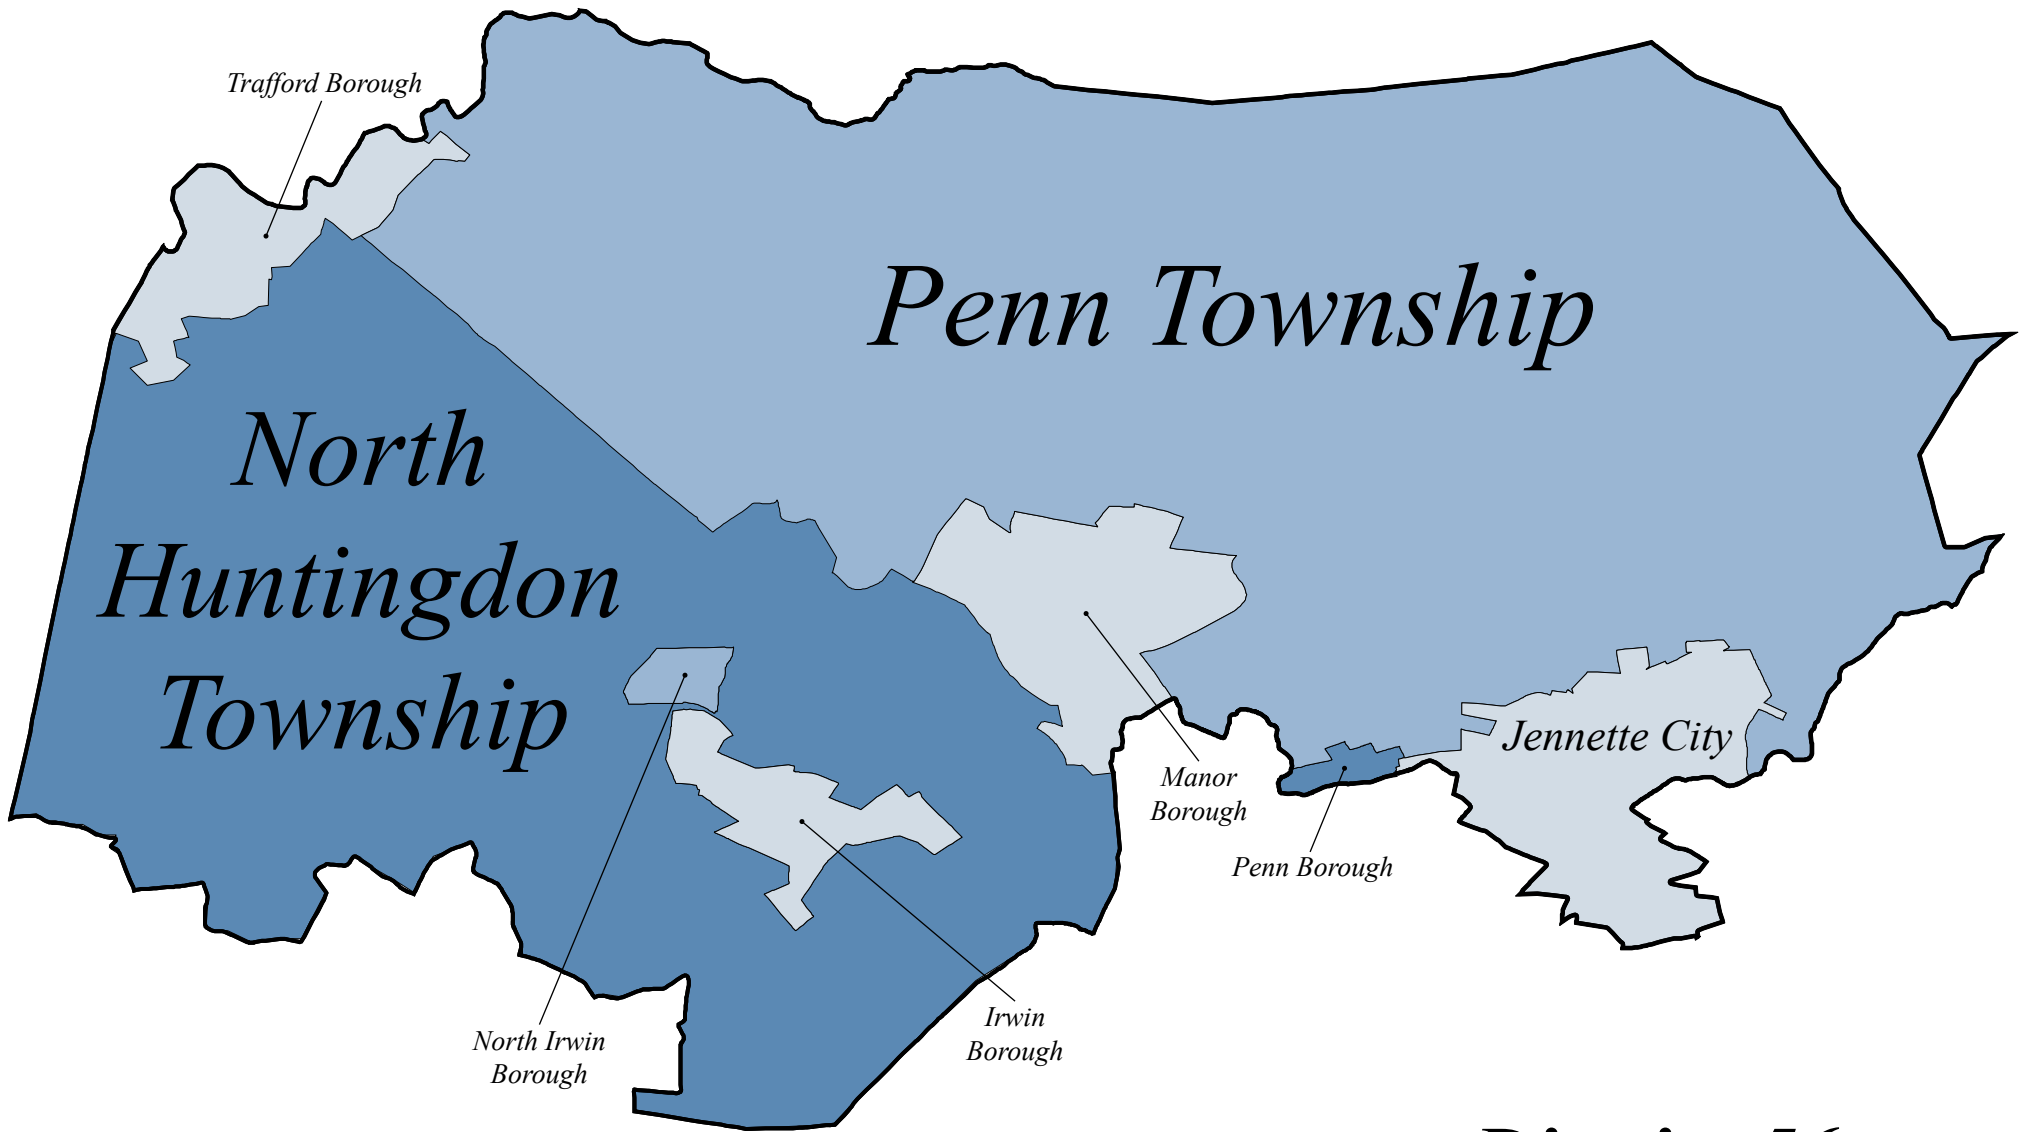 Trafford Borough
Penn Township
North
Huntingdon
Township
Jennette City
Manor
Borough
Penn Borough
Irwin
Borough
North Irwin
Borough